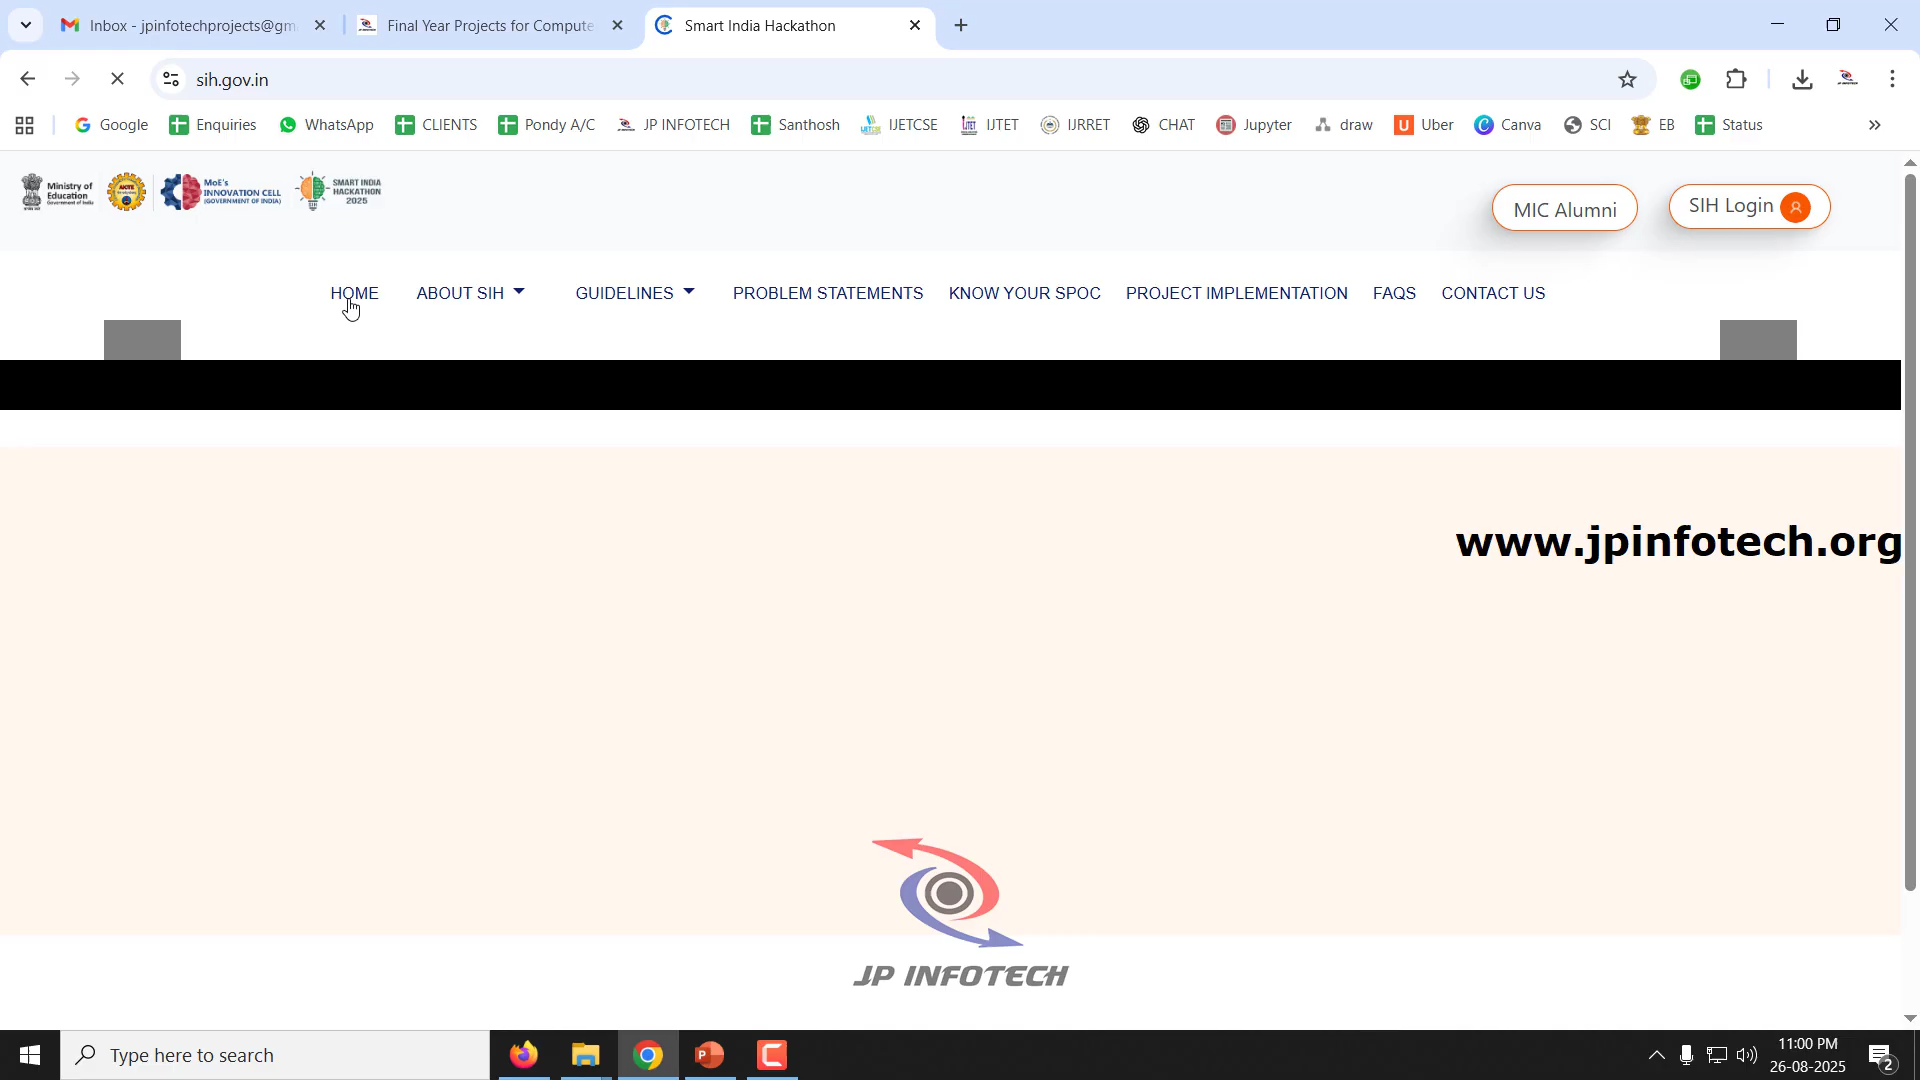 Inbox - jpinfotechprojects@gm
Final Year Projects for Compute
Smart India Hackathon
sih.gov.in
Google
Enquiries
WhatsApp
CLIENTS
Pondy A/C
JP INFOTECH
Santhosh
IJETCSE
IJTET
IJRRET
CHAT
Jupyter
draw
Uber
Canva
SCI
EB
Status
Ministry of
Education
MoE's
INNOVATION CELL
(GOVERNMENT OF INDIA)
SMART INDIA
HACKATHON
2025
MIC Alumni
SIH Login
HOME
ABOUT SIH
GUIDELINES
PROBLEM STATEMENTS
KNOW YOUR SPOC
PROJECT IMPLEMENTATION
FAQS
CONTACT US
www.jpinfotech.org
JP INFOTECH
Type here to search
11:00 PM
26-08-2025
2